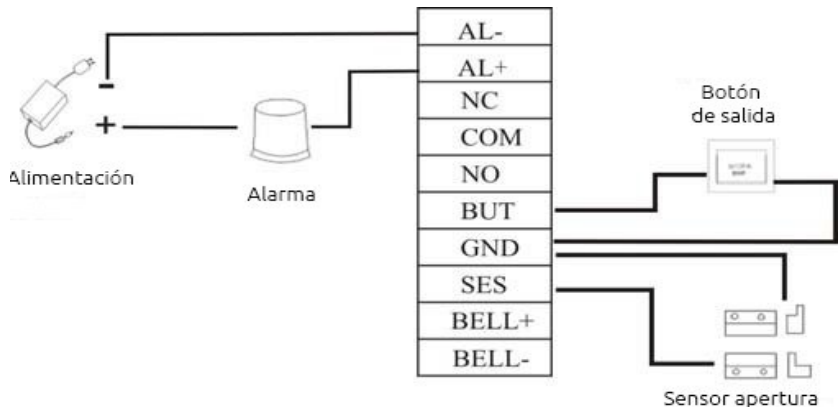 AL-
AL+
NC
COM
NO
BUT
GND
SES
BELL+
BELL-
-
+
Alimentación
Alarma
Botón
de salida
Sensor apertura